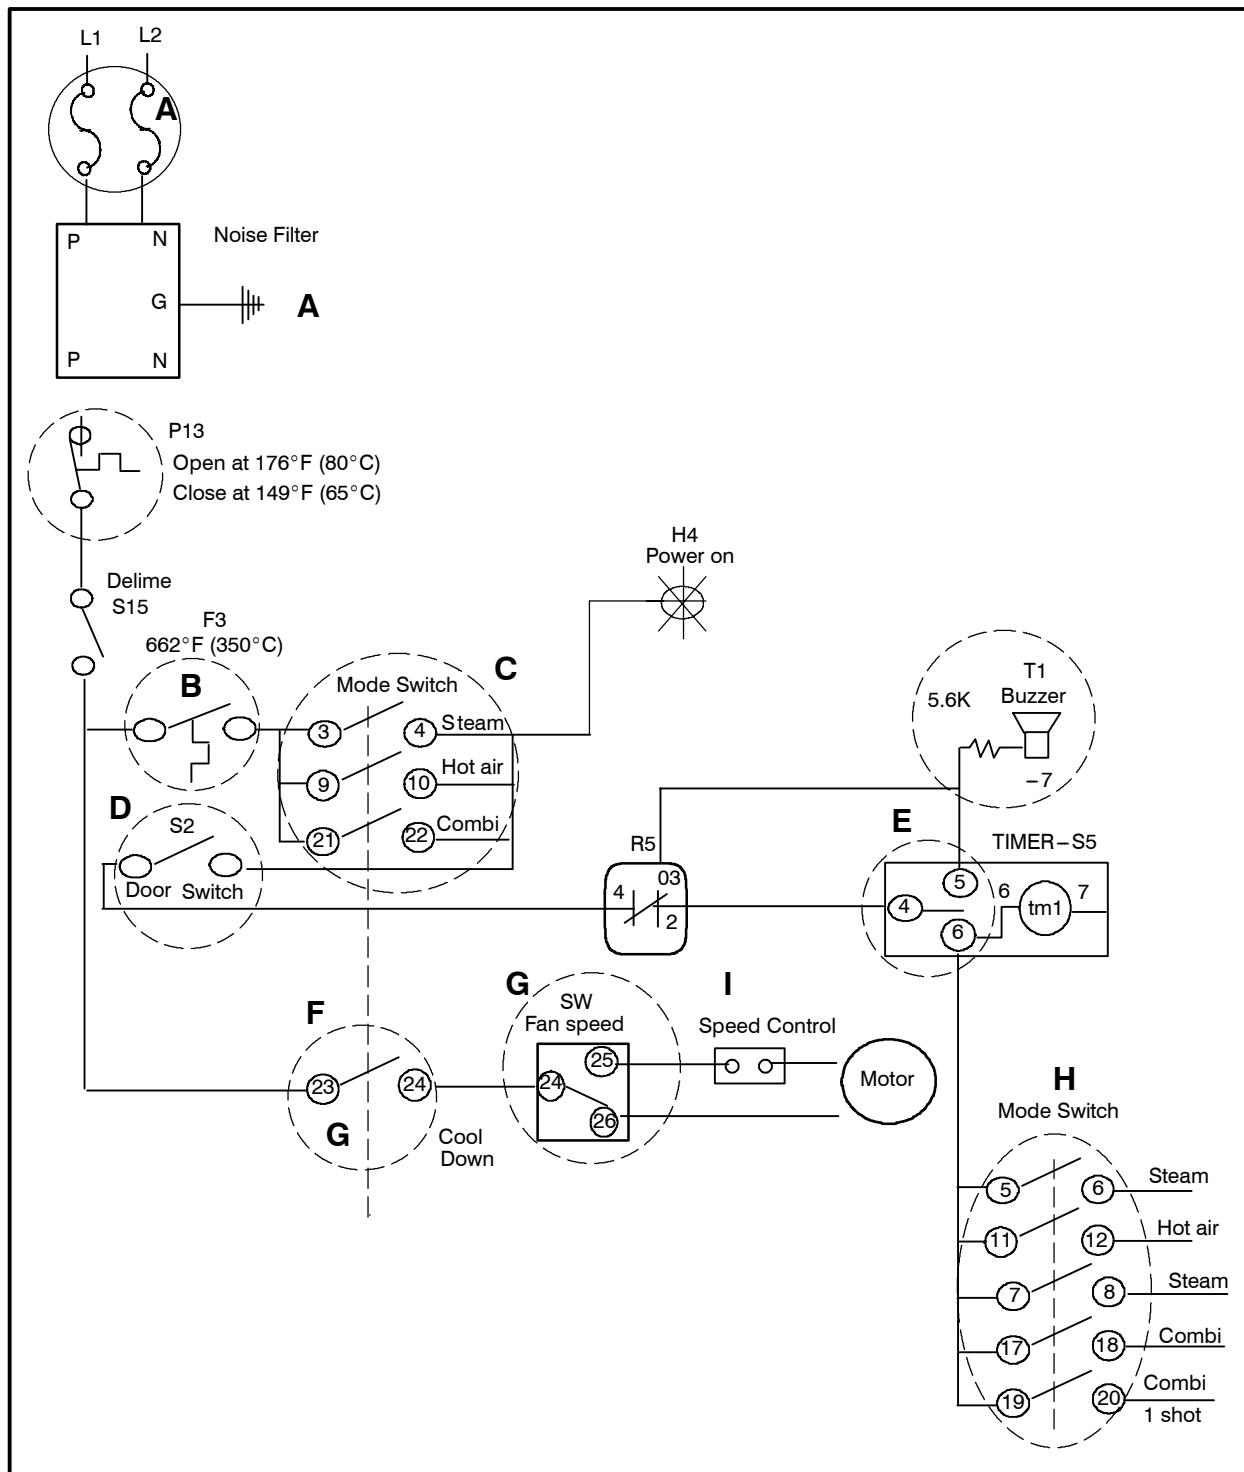 L1
L2
A
P
N
Noise Filter
G
A
P
N
P13
Open at 176°F (80°C)
Close at 149°F (65°C)
H4
Power on
Delime
S15
F3
662°F (350°C)
B
C
Mode Switch
3
4
Steam
9
10
Hot air
21
22
Combi
T1
Buzzer
5.6K
–7
D
S2
Door Switch
R5
4
03
2
E
TIMER–S5
5
4
6
6
tm1
7
F
23
24
G
Cool
Down
G
SW
Fan speed
25
24
26
I
Speed Control
Motor
H
Mode Switch
5
6
Steam
11
12
Hot air
7
8
Steam
17
18
Combi
19
20
Combi
1 shot